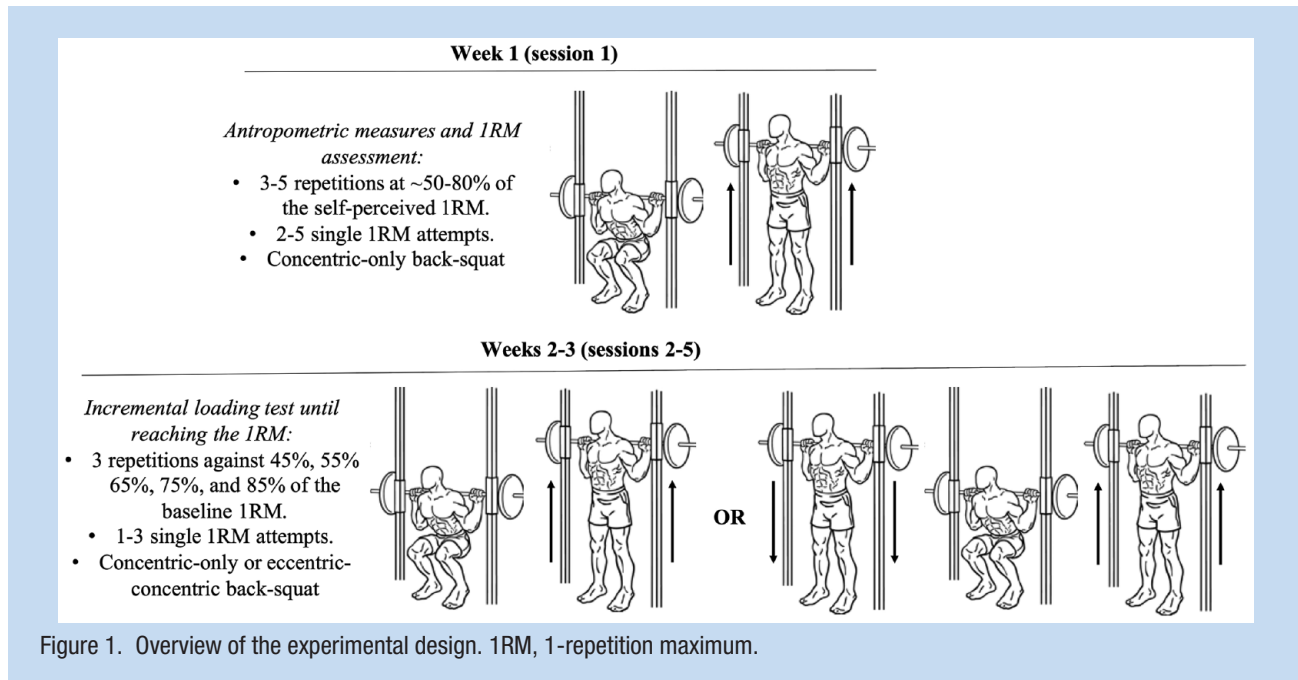 Week 1 (session 1)
Antropometric measures and 1RM
assessment:
• 3-5 repetitions at ~50-80% of
the self-perceived 1RM.
• 2-5 single 1RM attempts.
• Concentric-only back-squat
Weeks 2-3 (sessions 2-5)
Incremental loading test until
reaching the 1RM:
• 3 repetitions against 45%, 55%
65%, 75%, and 85% of the
baseline 1RM.
• 1-3 single 1RM attempts.
• Concentric-only or eccentric-
concentric back-squat
OR
Figure 1. Overview of the experimental design. 1RM, 1-repetition maximum.